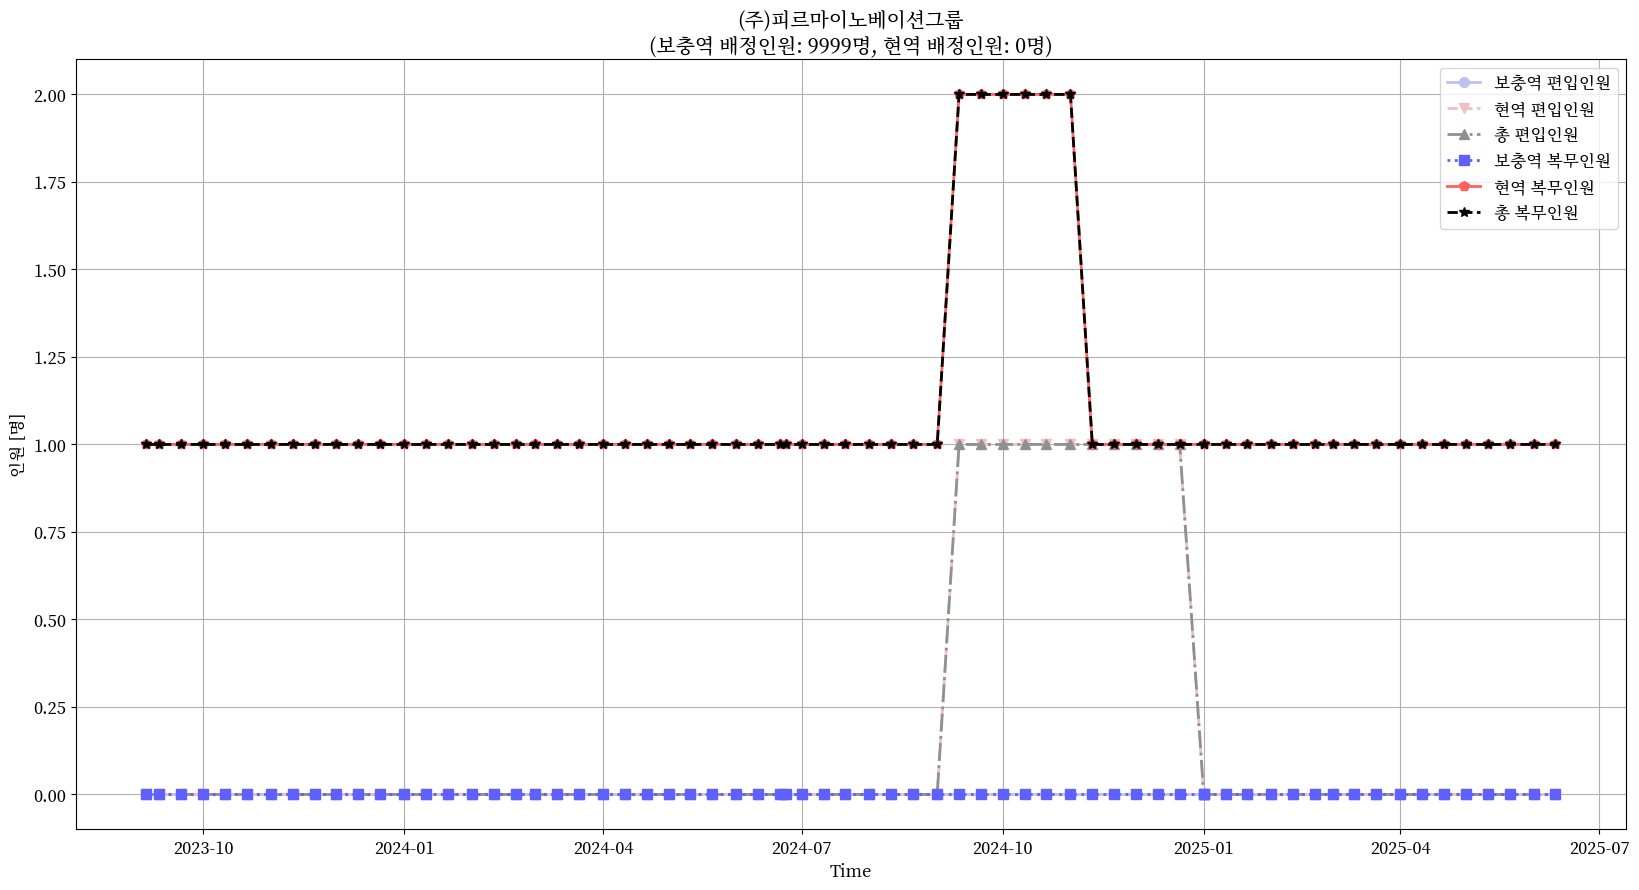 (주)피르마이노베이션그룹
(보충역 배정인원: 9999명, 현역 배정인원: 0명)
보충역 편입인원
현역 편입인원
총 편입인원
보충역 복무인원
현역 복무인원
총 복무인원
인원 [명]
2.00
1.75
1.50
1.25
1.00
0.75
0.50
0.25
0.00
2023-10
2024-01
2024-04
2024-07
2024-10
2025-01
2025-04
2025-07
Time